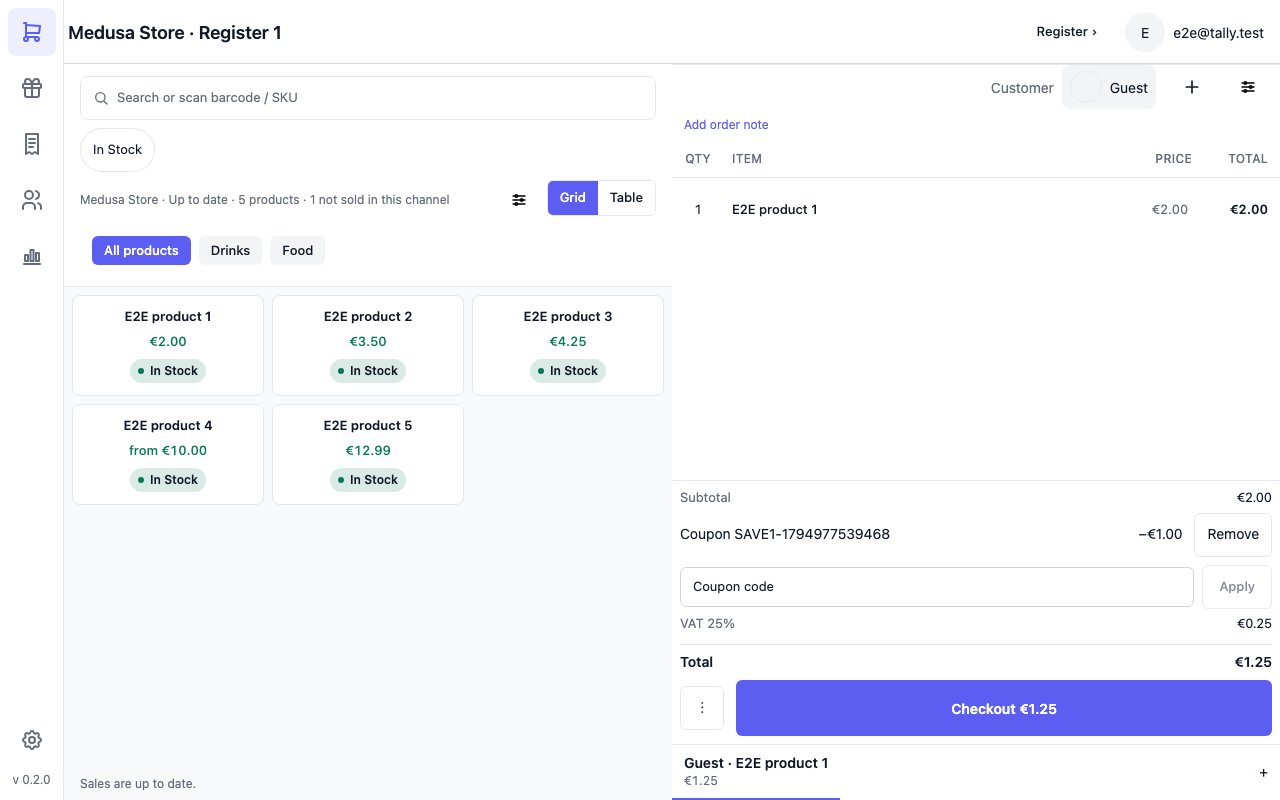 Medusa Store · Register 1
Register ›
E
e2e@tally.test
Search or scan barcode / SKU
In Stock
Medusa Store · Up to date · 5 products · 1 not sold in this channel
Grid
Table
All products
Drinks
Food
E2E product 1
€2.00
In Stock
E2E product 2
€3.50
In Stock
E2E product 3
€4.25
In Stock
E2E product 4
from €10.00
In Stock
E2E product 5
€12.99
In Stock
Sales are up to date.
v 0.2.0
Customer
Guest
Add order note
QTY ITEM PRICE TOTAL
1 E2E product 1 €2.00 €2.00
Subtotal €2.00
Coupon SAVE1-1794977539468 –€1.00 Remove
Coupon code Apply
VAT 25% €0.25
Total €1.25
Checkout €1.25
Guest · E2E product 1
€1.25
+